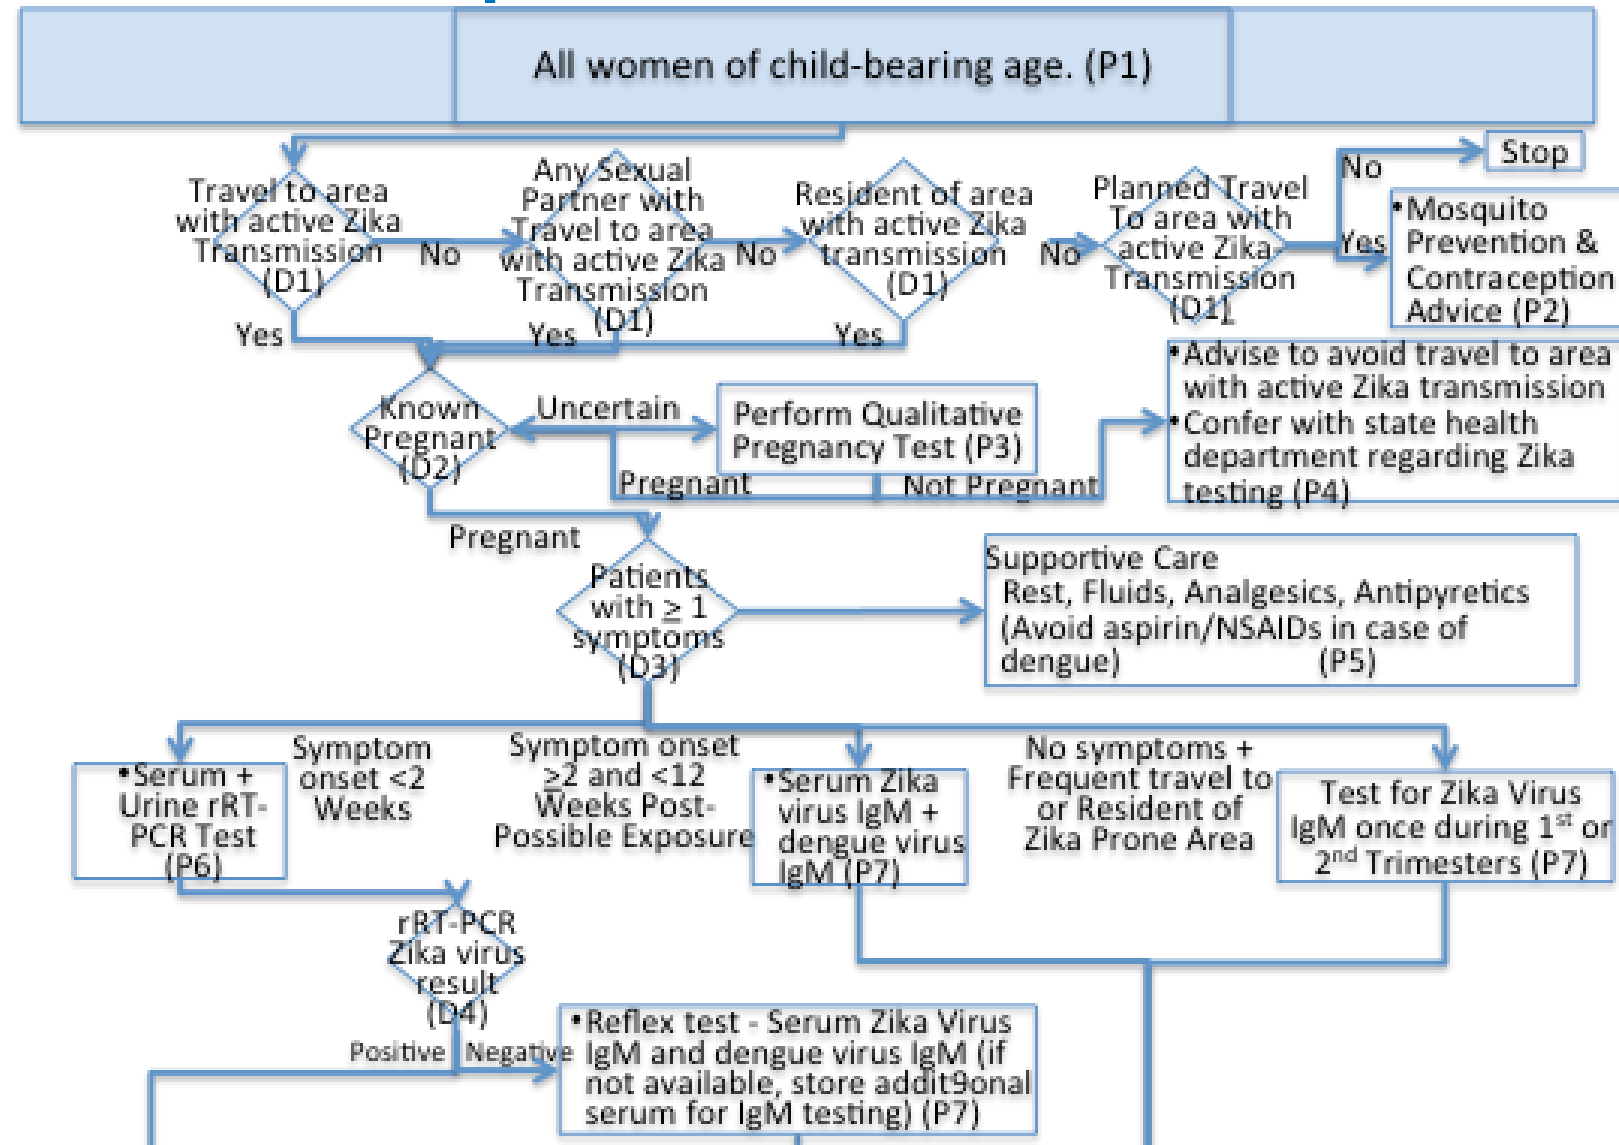 All women of child-bearing age. (P1)
Travel to area
with active Zika
Transmission
(D1)
No
Any Sexual
Partner with
Travel to area
with active Zika
Transmission
(D1)
No
Resident of area
with active Zika
transmission
(D1)
No
Planned Travel
To area with
active Zika
Transmission
(D1)
No
Stop
Yes
•Mosquito
Prevention &
Contraception
Advice (P2)
Yes
Yes
Yes
Known
Pregnant
(D2)
Uncertain
Perform Qualitative
Pregnancy Test (P3)
Pregnant
Not Pregnant
•Advise to avoid travel to area
with active Zika transmission
•Confer with state health
department regarding Zika
testing (P4)
Pregnant
Patients
with ≥ 1
symptoms
(D3)
Supportive Care
Rest, Fluids, Analgesics, Antipyretics
(Avoid aspirin/NSAIDs in case of
dengue) (P5)
•Serum +
Urine rRT-
PCR Test
(P6)
Symptom
onset <2
Weeks
Symptom onset
≥2 and <12
Weeks Post-
Possible Exposure
•Serum Zika
virus IgM +
dengue virus
IgM (P7)
No symptoms +
Frequent travel to
or Resident of
Zika Prone Area
Test for Zika Virus
IgM once during 1st or
2nd Trimesters (P7)
rRT-PCR
Zika virus
result
(D4)
Positive
Negative
•Reflex test - Serum Zika Virus
IgM and dengue virus IgM (if
not available, store addit9onal
serum for IgM testing) (P7)